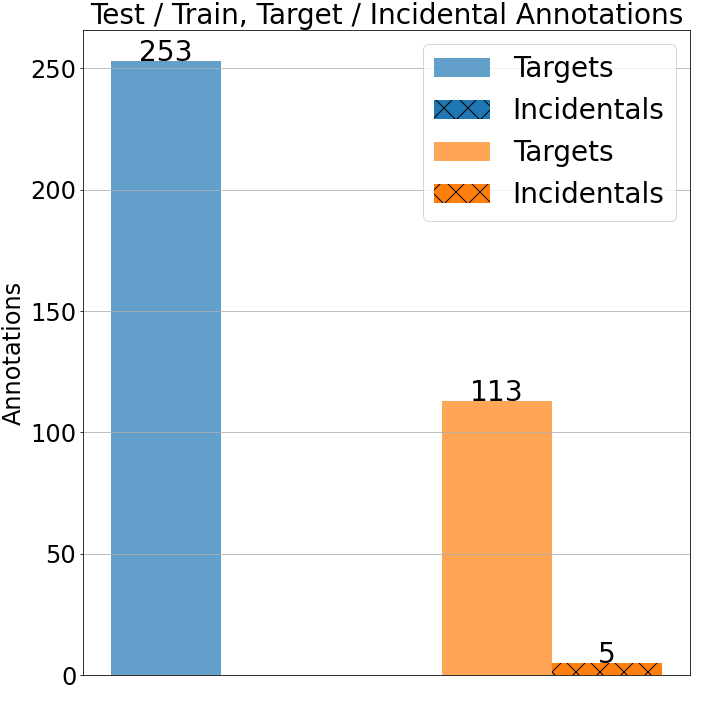 Test / Train, Target / Incidental Annotations
253
250
Targets
Incidentals
Targets
Incidentals
200
150
Annotations
113
100
50
5
0